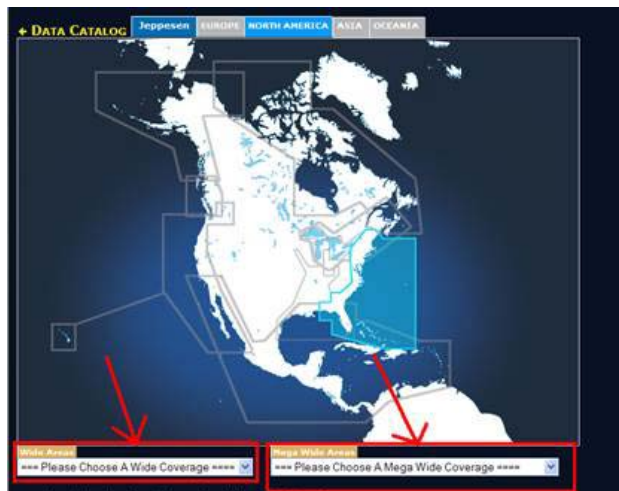 ← DATA CATALOG Jeppesen EUROPE NORTH AMERICA ASIA OCEANIA
Wide Areas Mega Wide Areas
=== Please Choose A Wide Coverage ==== === Please Choose A Mega Wide Coverage ====